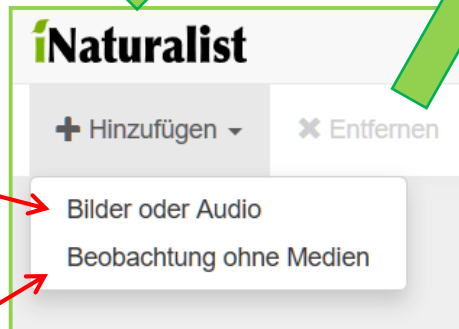 iNaturalist
Hinzufügen Entfernen
Bilder oder Audio
Beobachtung ohne Medien